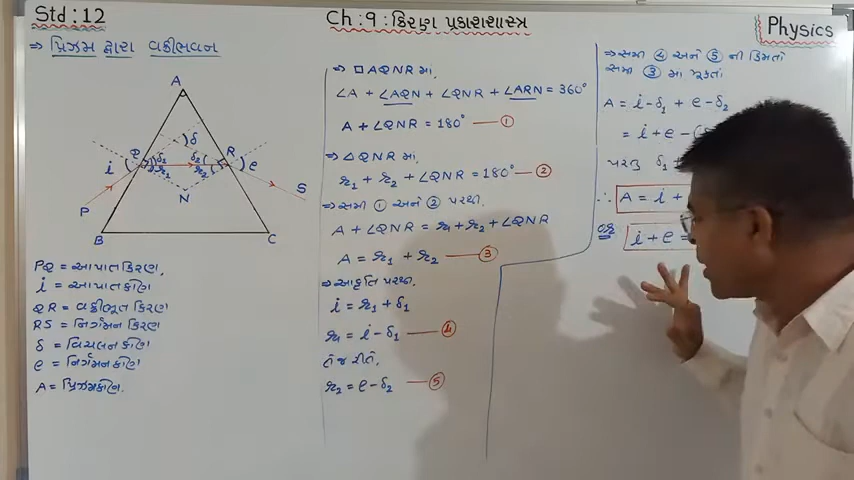 Std : 12
Ch : 9 : કિરણ પ્રકાશશાસ્ત્ર
Physics
⇒ પ્રિઝમ દ્વારા વક્રીભવન
A
δ
Q
R
i
δ₁
δ₂
r₁
r₂
e
N
P
S
B
C
PQ = આપાતકિરણ,
i = આપાતકોણ
QR = વક્રીભૂત કિરણ
RS = નિર્ગમન કિરણ
δ = વિચલનકોણ
e = નિર્ગમનકોણ
A = પ્રિઝમકોણ.
⇒ □AQNR માં,
∠A + ∠AQN + ∠QNR + ∠ARN = 360°
A + ∠QNR = 180° —— ①
⇒ △QNR માં,
r₁ + r₂ + ∠QNR = 180° —— ②
⇒ સમી ① અને ② પરથી
A + ∠QNR = r₁ + r₂ + ∠QNR
A = r₁ + r₂ —— ③
⇒ આકૃતિ પરથી,
i = r₁ + δ₁
r₁ = i - δ₁ —— ④
તેજ રીતે,
r₂ = e - δ₂ —— ⑤
⇒ સમી ④ અને ⑤ ની કિંમતો
સમી ③ માં મૂકતાં
A = i - δ₁ + e - δ₂
= i + e - (δ
પરંતુ δ₁ +
∴ A = i +
i + e =